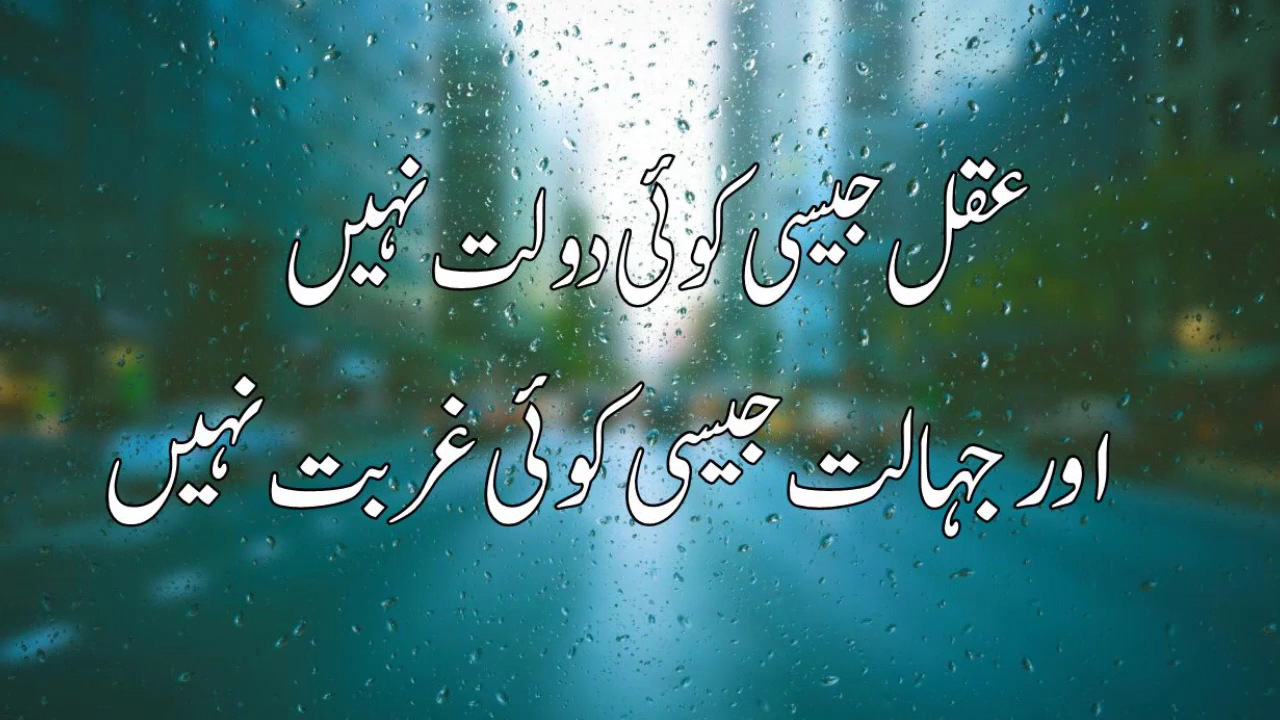 عقل جیسی کوئی دولت نہیں
اور جہالت جیسی کوئی غربت نہیں